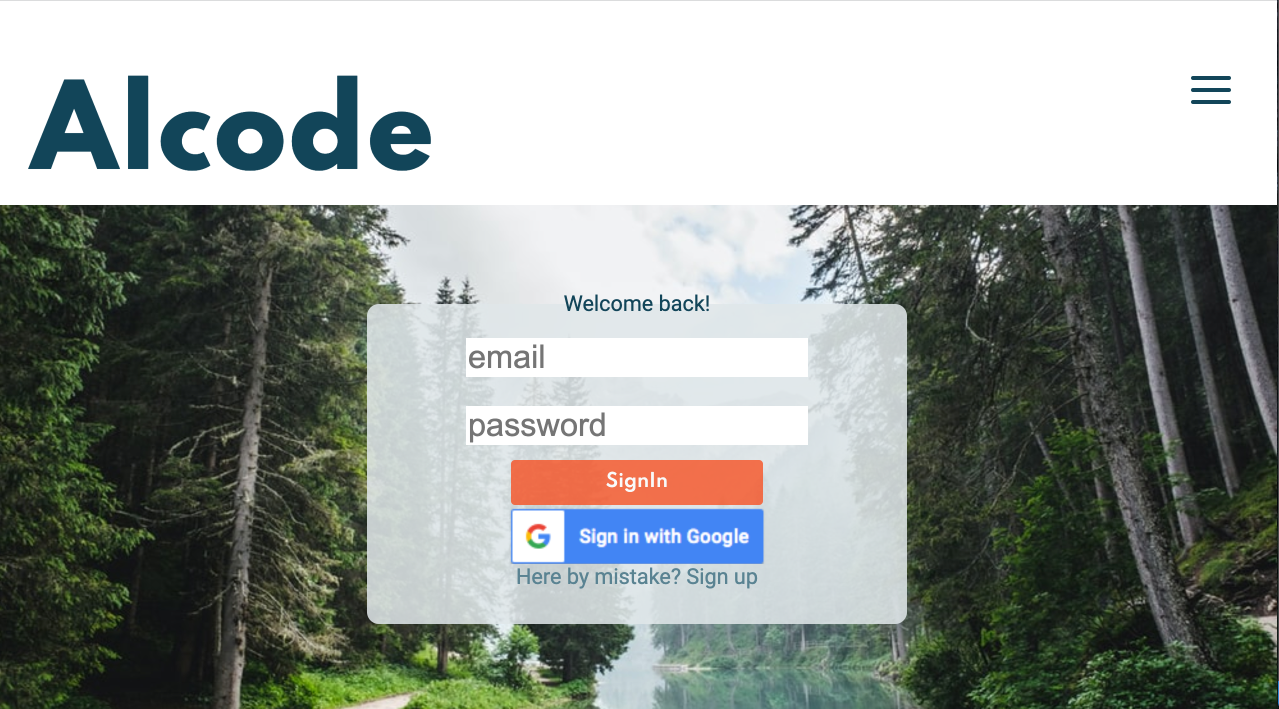 Alcode
Welcome back!
email
password
SignIn
Sign in with Google
Here by mistake? Sign up